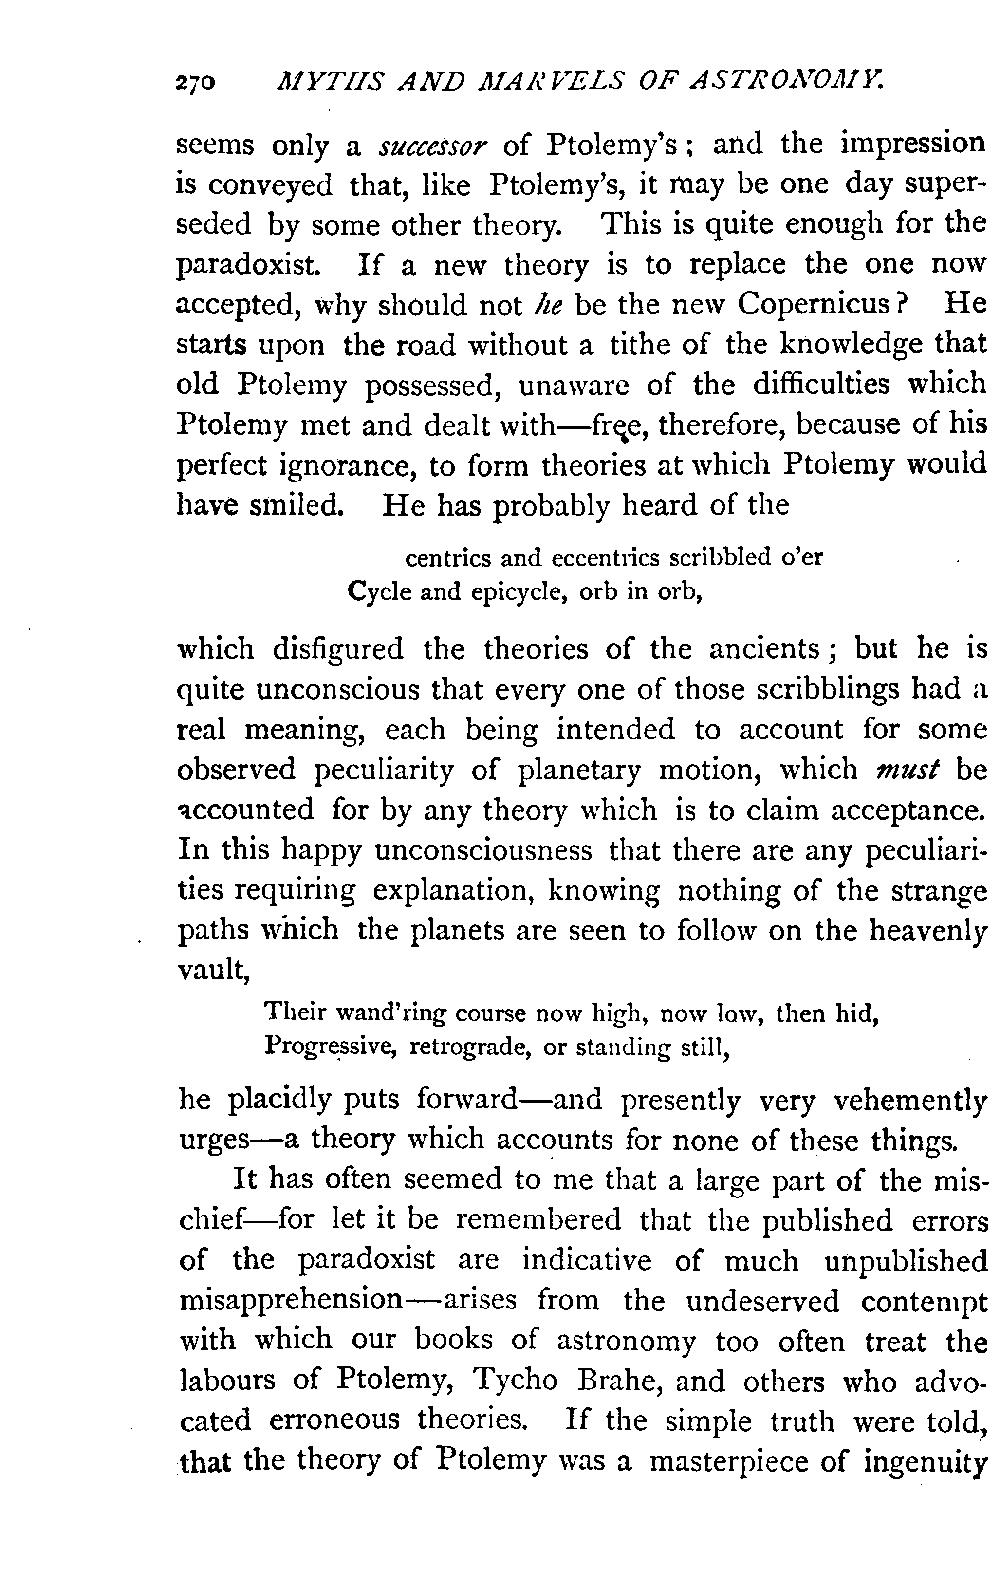 270 MYTHS AND MARVELS OF ASTRONOMY.
seems only a successor of Ptolemy's; and the impression
is conveyed that, like Ptolemy's, it may be one day super-
seded by some other theory. This is quite enough for the
paradoxist. If a new theory is to replace the one now
accepted, why should not he be the new Copernicus? He
starts upon the road without a tithe of the knowledge that
old Ptolemy possessed, unaware of the difficulties which
Ptolemy met and dealt with—free, therefore, because of his
perfect ignorance, to form theories at which Ptolemy would
have smiled. He has probably heard of the
centrics and eccentrics scribbled o'er
Cycle and epicycle, orb in orb,
which disfigured the theories of the ancients; but he is
quite unconscious that every one of those scribblings had a
real meaning, each being intended to account for some
observed peculiarity of planetary motion, which must be
accounted for by any theory which is to claim acceptance.
In this happy unconsciousness that there are any peculiari-
ties requiring explanation, knowing nothing of the strange
paths which the planets are seen to follow on the heavenly
vault,
Their wand'ring course now high, now low, then hid,
Progressive, retrograde, or standing still,
he placidly puts forward—and presently very vehemently
urges—a theory which accounts for none of these things.
It has often seemed to me that a large part of the mis-
chief—for let it be remembered that the published errors
of the paradoxist are indicative of much unpublished
misapprehension—arises from the undeserved contempt
with which our books of astronomy too often treat the
labours of Ptolemy, Tycho Brahe, and others who advo-
cated erroneous theories. If the simple truth were told,
that the theory of Ptolemy was a masterpiece of ingenuity